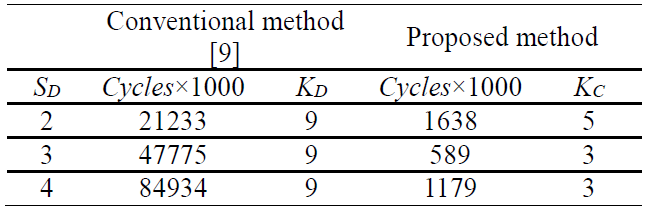 Conventional method [9] Proposed method
S_D Cycles×1000 K_D Cycles×1000 K_C
2 21233 9 1638 5
3 47775 9 589 3
4 84934 9 1179 3